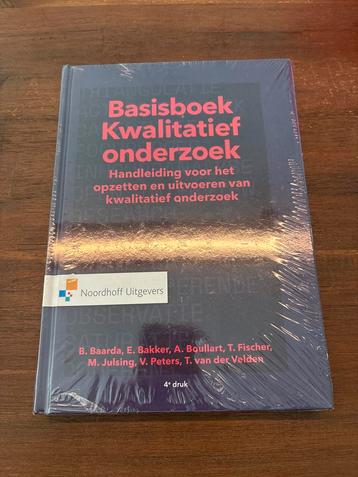 Basisboek
Kwalitatief
onderzoek
Handleiding voor het
opzetten en uitvoeren van
kwalitatief onderzoek
Noordhoff Uitgevers
B. Baarda, E. Bakker, A. Boullart, T. Fischer,
M. Julsing, V. Peters, T. van der Velden
4e druk